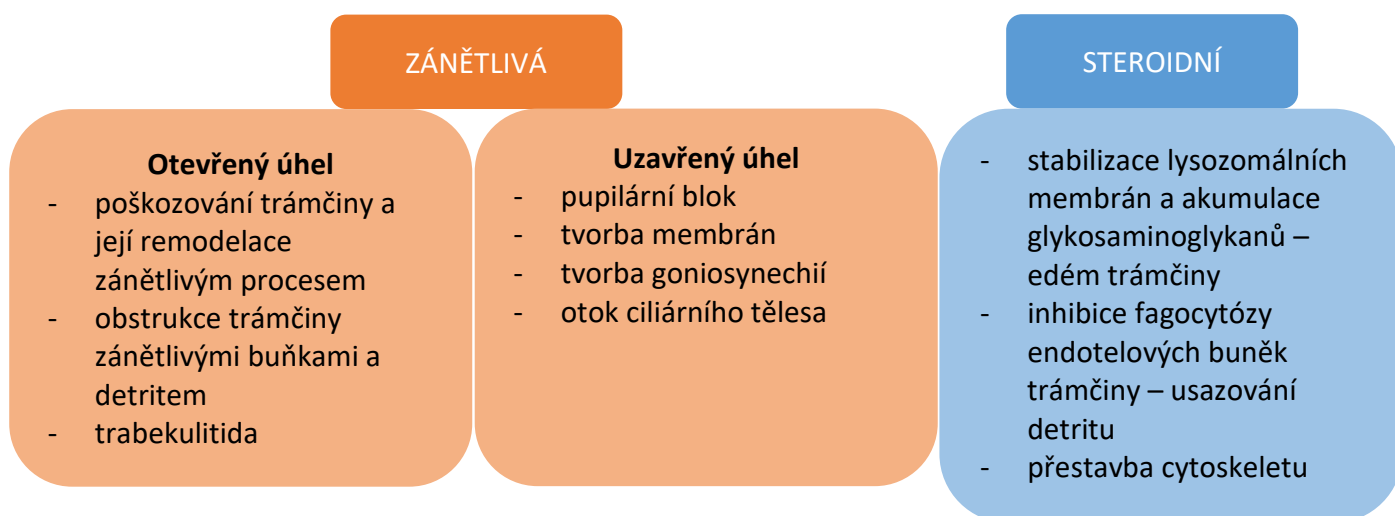 ZÁNĚTLIVÁ
STEROIDNÍ
Otevřený úhel
- poškozování trámčiny a
její remodelace
zánětlivým procesem
- obstrukce trámčiny
zánětlivými buňkami a
detritem
- trabekulitida
Uzavřený úhel
- pupilární blok
- tvorba membrán
- tvorba goniosynechií
- otok ciliárního tělesa
- stabilizace lysozomálních
membrán a akumulace
glykosaminoglykanů –
edém trámčiny
- inhibice fagocytózy
endotelových buněk
trámčiny – usazování
detritu
- přestavba cytoskeletu